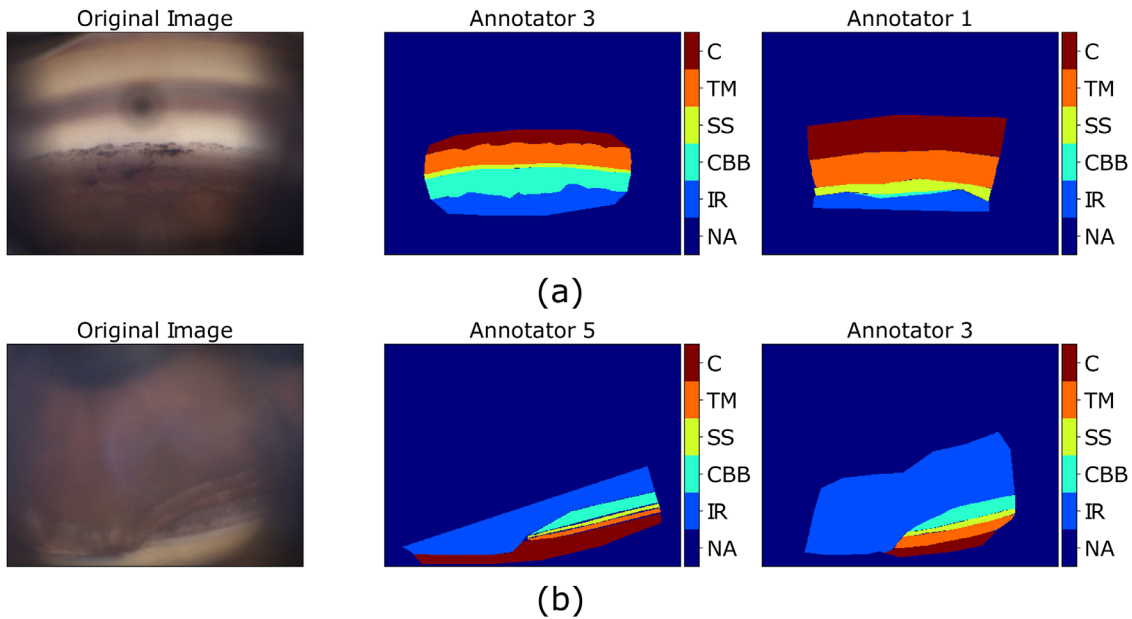 Original Image
Annotator 3
Annotator 1
C
TM
SS
CBB
IR
NA
C
TM
SS
CBB
IR
NA
(a)
Original Image
Annotator 5
Annotator 3
C
TM
SS
CBB
IR
NA
C
TM
SS
CBB
IR
NA
(b)